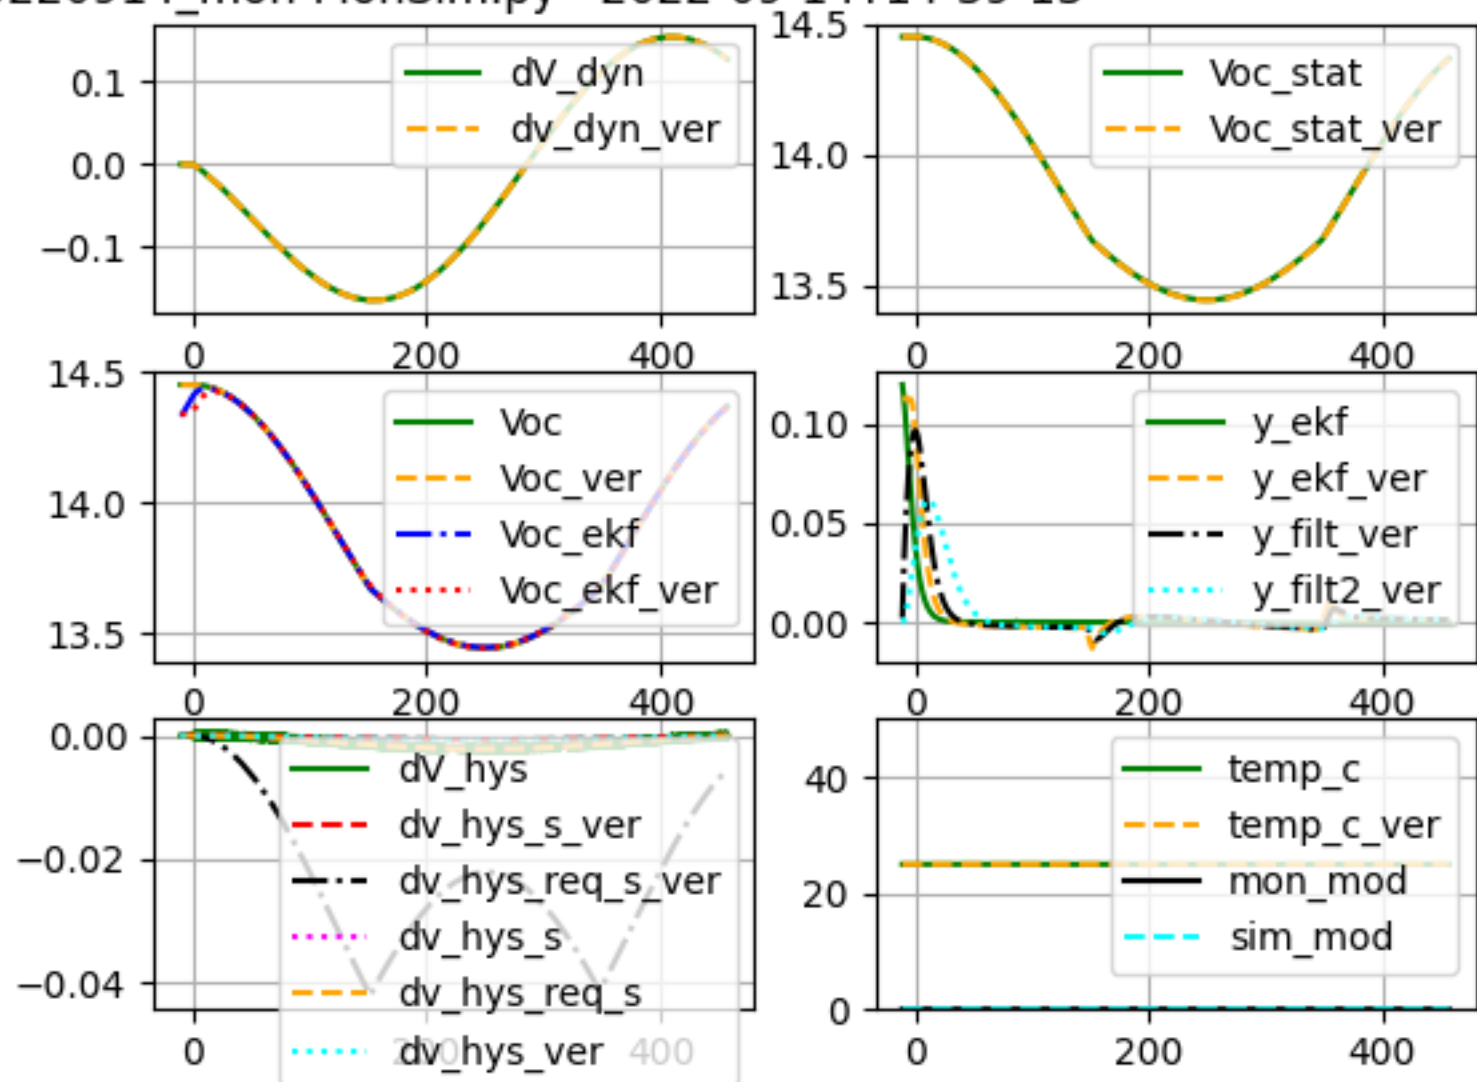 0.1
0.0
−0.1
0
200
400
dV_dyn
dv_dyn_ver
14.5
14.0
13.5
0
200
400
Voc_stat
Voc_stat_ver
14.5
14.0
13.5
0
200
400
Voc
Voc_ver
Voc_ekf
Voc_ekf_ver
0.10
0.05
0.00
0
200
400
y_ekf
y_ekf_ver
y_filt_ver
y_filt2_ver
0.00
−0.02
−0.04
0
200
400
dV_hys
dv_hys_s_ver
dv_hys_req_s_ver
dv_hys_s
dv_hys_req_s
dv_hys_ver
40
20
0
0
200
400
temp_c
temp_c_ver
mon_mod
sim_mod